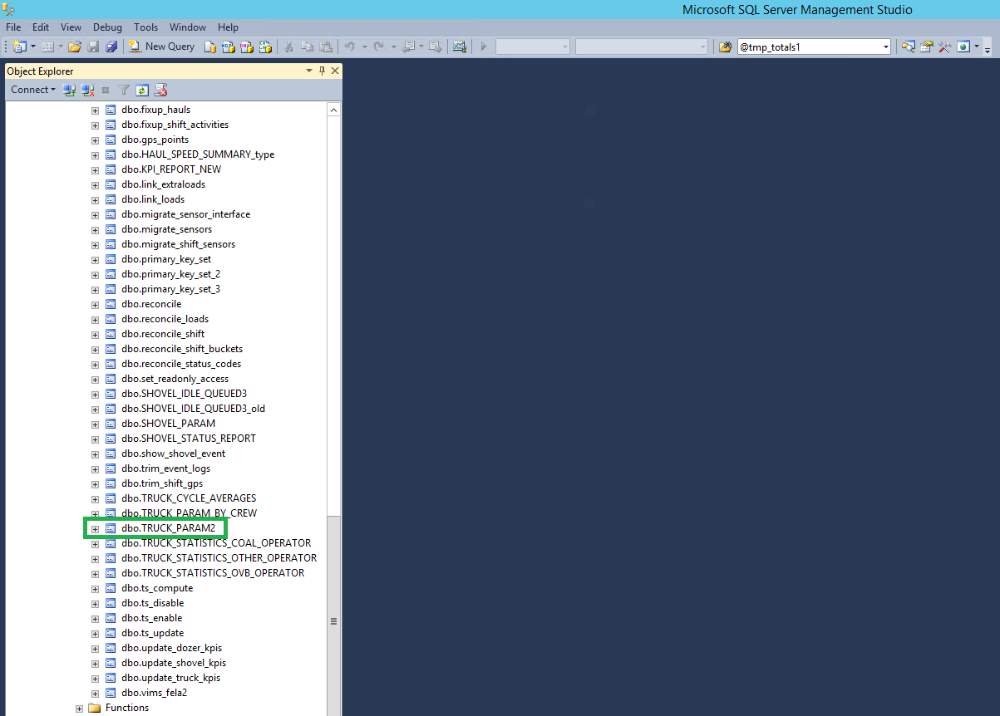 Microsoft SQL Server Management Studio
File Edit View Debug Tools Window Help
New Query @tmp_totals1
Object Explorer
Connect
dbo.fixup_hauls
dbo.fixup_shift_activities
dbo.gps_points
dbo.HAUL_SPEED_SUMMARY_type
dbo.KPI_REPORT_NEW
dbo.link_extraloads
dbo.link_loads
dbo.migrate_sensor_interface
dbo.migrate_sensors
dbo.migrate_shift_sensors
dbo.primary_key_set
dbo.primary_key_set_2
dbo.primary_key_set_3
dbo.reconcile
dbo.reconcile_loads
dbo.reconcile_shift
dbo.reconcile_shift_buckets
dbo.reconcile_status_codes
dbo.set_readonly_access
dbo.SHOVEL_IDLE_QUEUED3
dbo.SHOVEL_IDLE_QUEUED3_old
dbo.SHOVEL_PARAM
dbo.SHOVEL_STATUS_REPORT
dbo.show_shovel_event
dbo.trim_event_logs
dbo.trim_shift_gps
dbo.TRUCK_CYCLE_AVERAGES
dbo.TRUCK_PARAM_BY_CREW
dbo.TRUCK_PARAM2
dbo.TRUCK_STATISTICS_COAL_OPERATOR
dbo.TRUCK_STATISTICS_OTHER_OPERATOR
dbo.TRUCK_STATISTICS_OVB_OPERATOR
dbo.ts_compute
dbo.ts_disable
dbo.ts_enable
dbo.ts_update
dbo.update_dozer_kpis
dbo.update_shovel_kpis
dbo.update_truck_kpis
dbo.vims_fela2
Functions